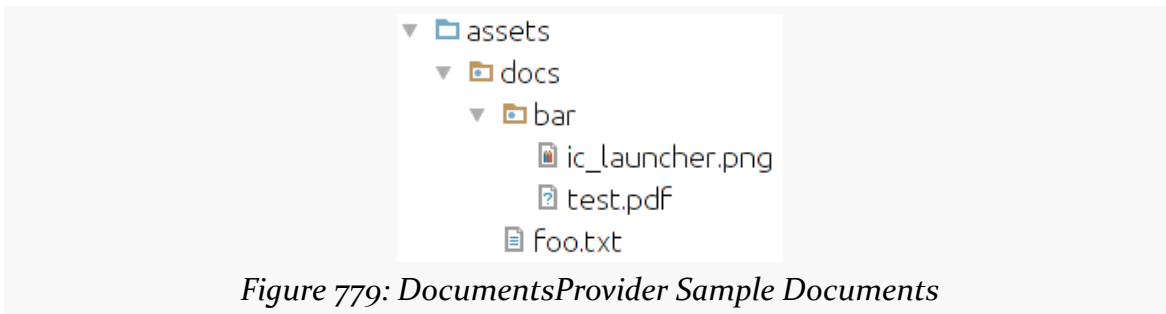 assets
docs
bar
ic_launcher.png
test.pdf
foo.txt
Figure 779: DocumentsProvider Sample Documents